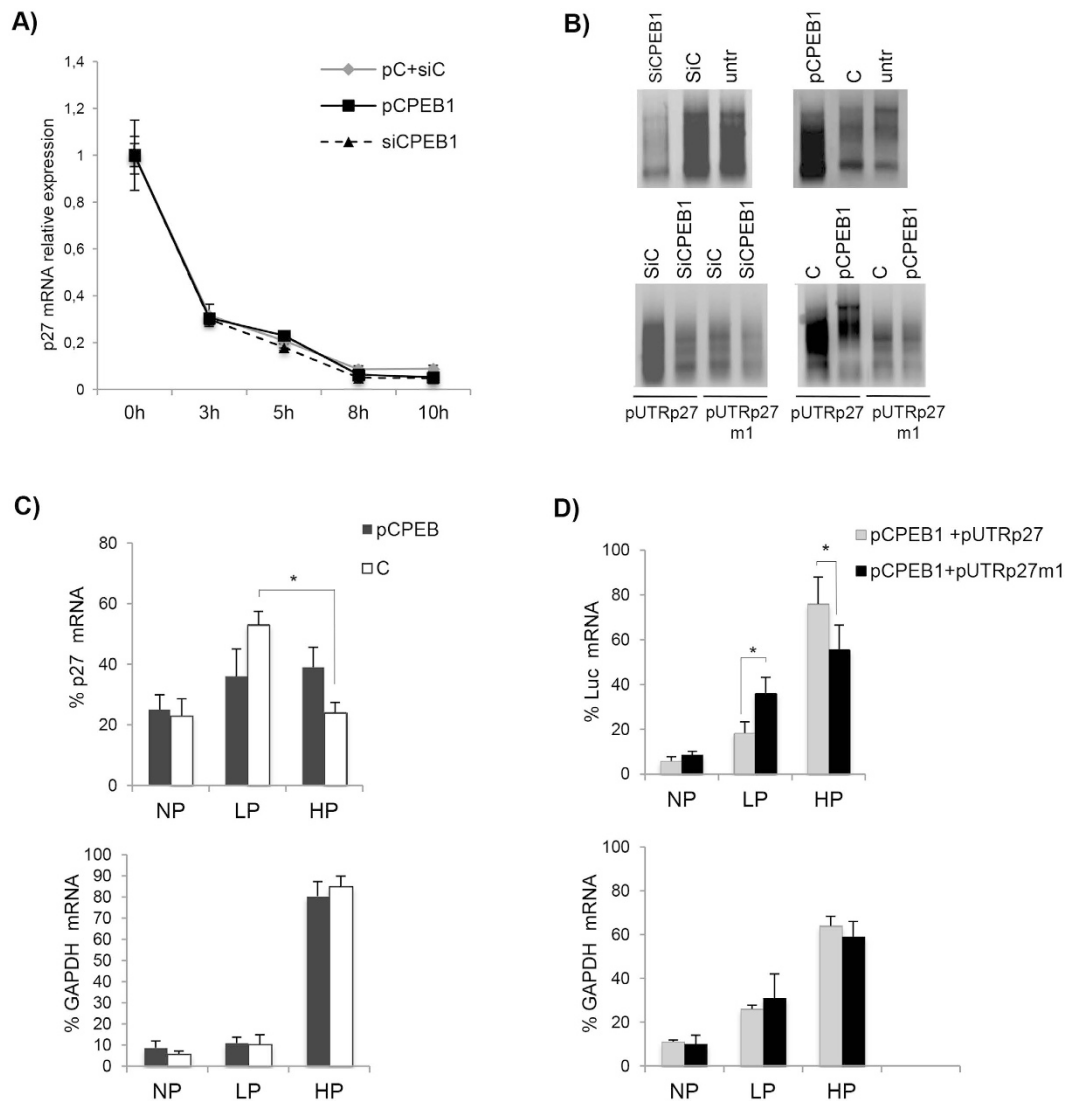 A)
p27 mRNA relative expression
1,4
1,2
1
0,8
0,6
0,4
0,2
0
0h 3h 5h 8h 10h
pC+siC
pCPEB1
siCPEB1
B)
SiCPEB1 SiC untr
pCPEB1 C untr
SiC SiCPEB1 SiC SiCPEB1
pUTRp27 pUTRp27
m1
C pCPEB1 C pCPEB1
pUTRp27 pUTRp27
m1
C)
pCPEB
C
% p27 mRNA
80
60
40
20
0
*
NP LP HP
% GAPDH mRNA
100
90
80
70
60
50
40
30
20
10
0
NP LP HP
D)
pCPEB1 +pUTRp27
pCPEB1+pUTRp27m1
% Luc mRNA
100
80
60
40
20
0
*
*
NP LP HP
% GAPDH mRNA
100
80
60
40
20
0
NP LP HP